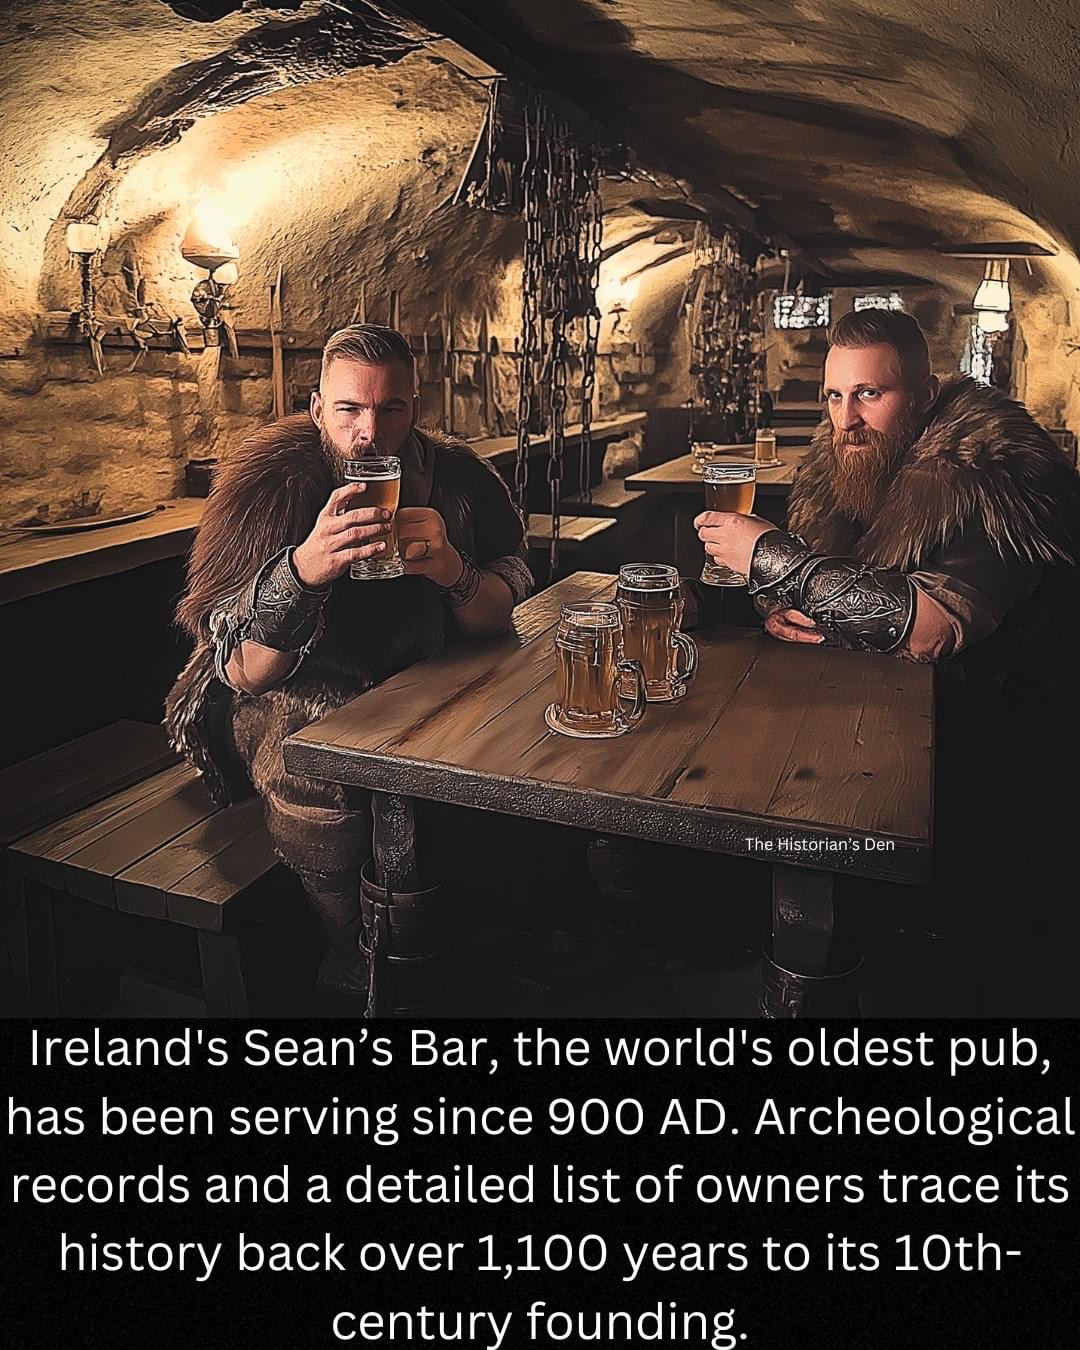 The Historian's Den
Ireland's Sean’s Bar, the world's oldest pub,
has been serving since 900 AD. Archeological
records and a detailed list of owners trace its
history back over 1,100 years to its 10th-
century founding.